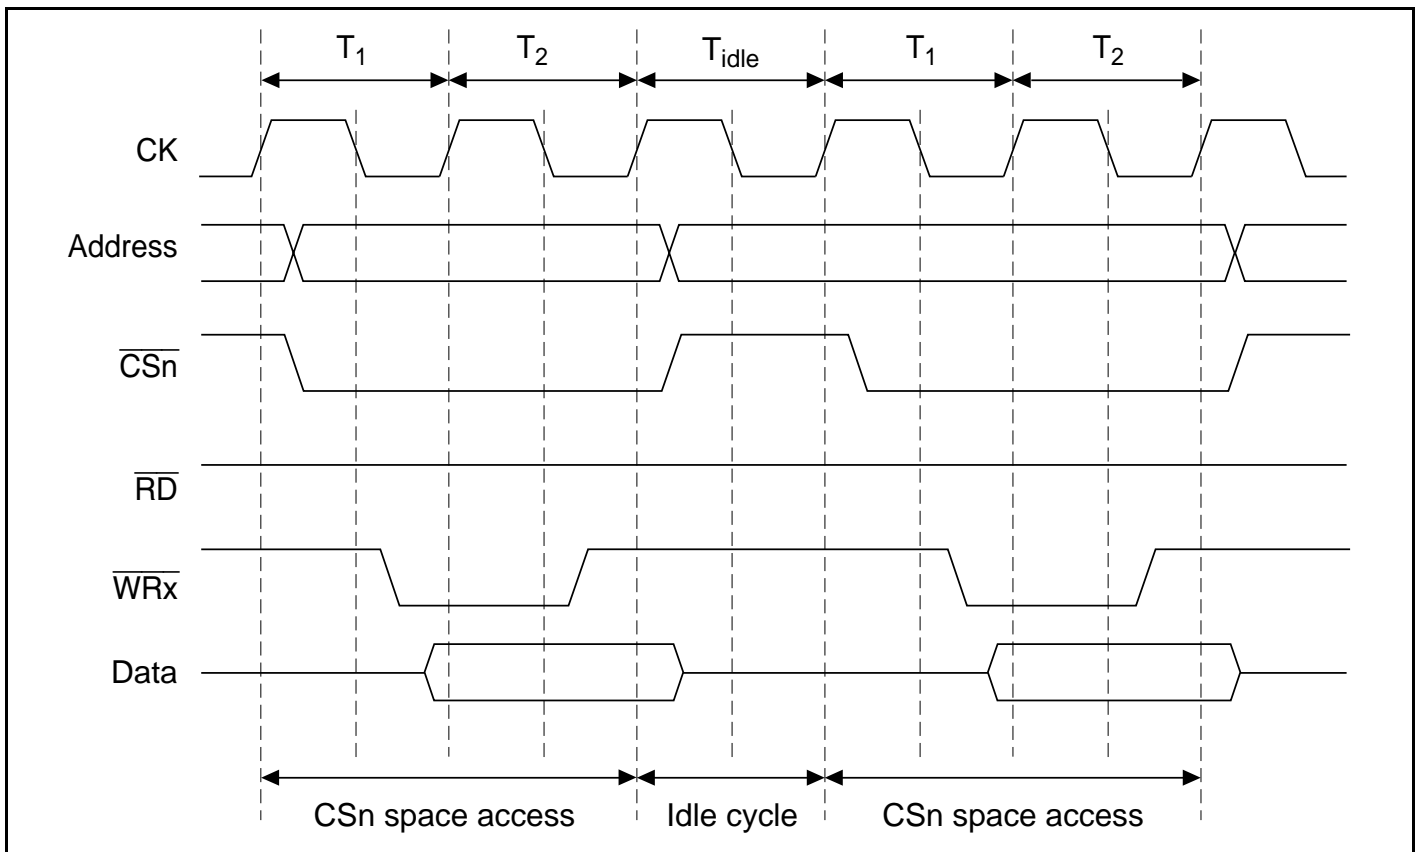 T1 T2 Tidle T1 T2
CK
Address
CSn
RD
WRx
Data
CSn space access Idle cycle CSn space access